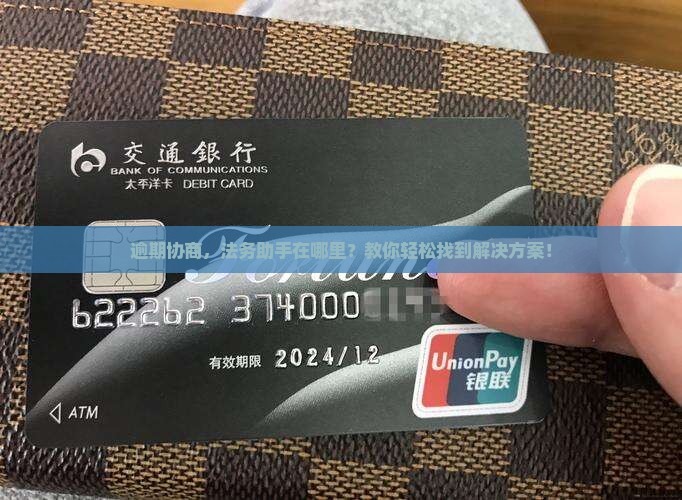 交通銀行
BANK OF COMMUNICATIONS
太平洋卡 DEBIT CARD
逾期协商，法务助手在哪里？教你轻松找到解决方案！
622262 374000
有效期限 2024/12
UnionPay
银联
ATM